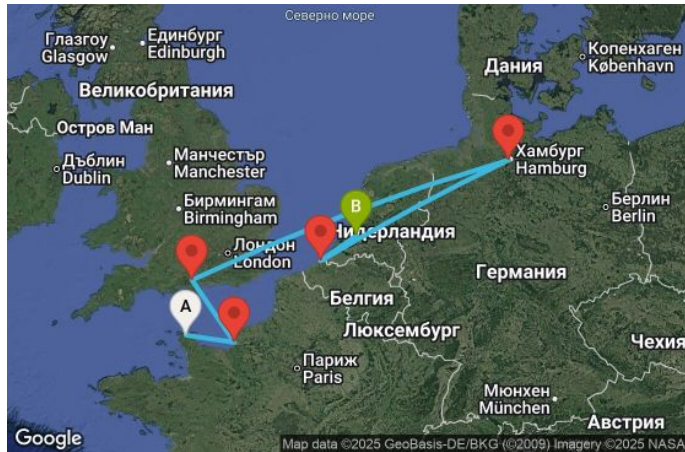 Северно море
Глазгоу
Glasgow
Единбург
Edinburgh
Копенхаген
København
Дания
Великобритания
Остров Ман
Дъблин
Dublin
Манчестър
Manchester
Хамбург
Hamburg
Бирмингам
Birmingham
B
Берлин
Berlin
Нидерландия
Лондон
London
Германия
Белгия
A
Люксембург
Чехия
Париж
Paris
Мюнхен
München
Австрия
Google
Map data ©2025 GeoBasis-DE/BKG (©2009) Imagery ©2025 NASA